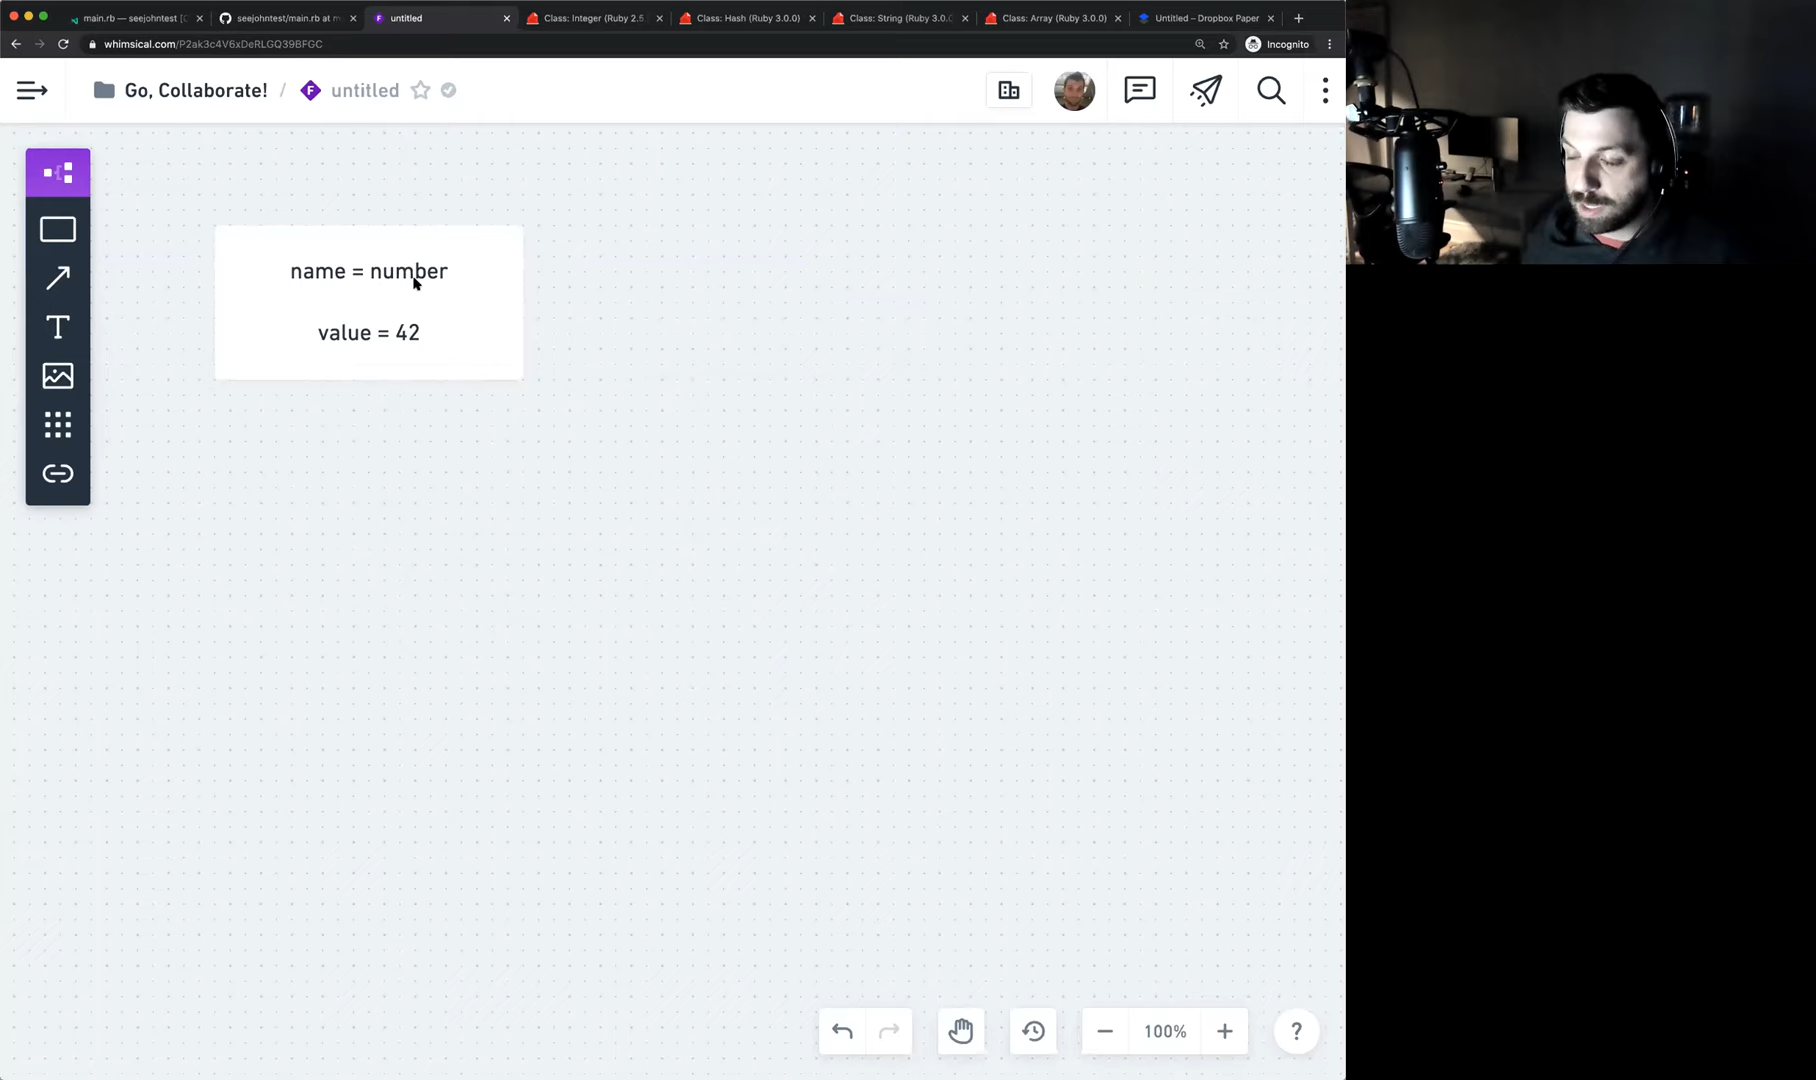 main.rb — seejohntest [
seejohntest/main.rb at m
untitled
Class: Integer (Ruby 2.5
Class: Hash (Ruby 3.0.0)
Class: String (Ruby 3.0.
Class: Array (Ruby 3.0.0)
Untitled – Dropbox Paper
whimsical.com/P2ak3c4V6xDeRLGQ39BFGC
Incognito
Go, Collaborate! / F untitled
name = number
value = 42
T
100%
?